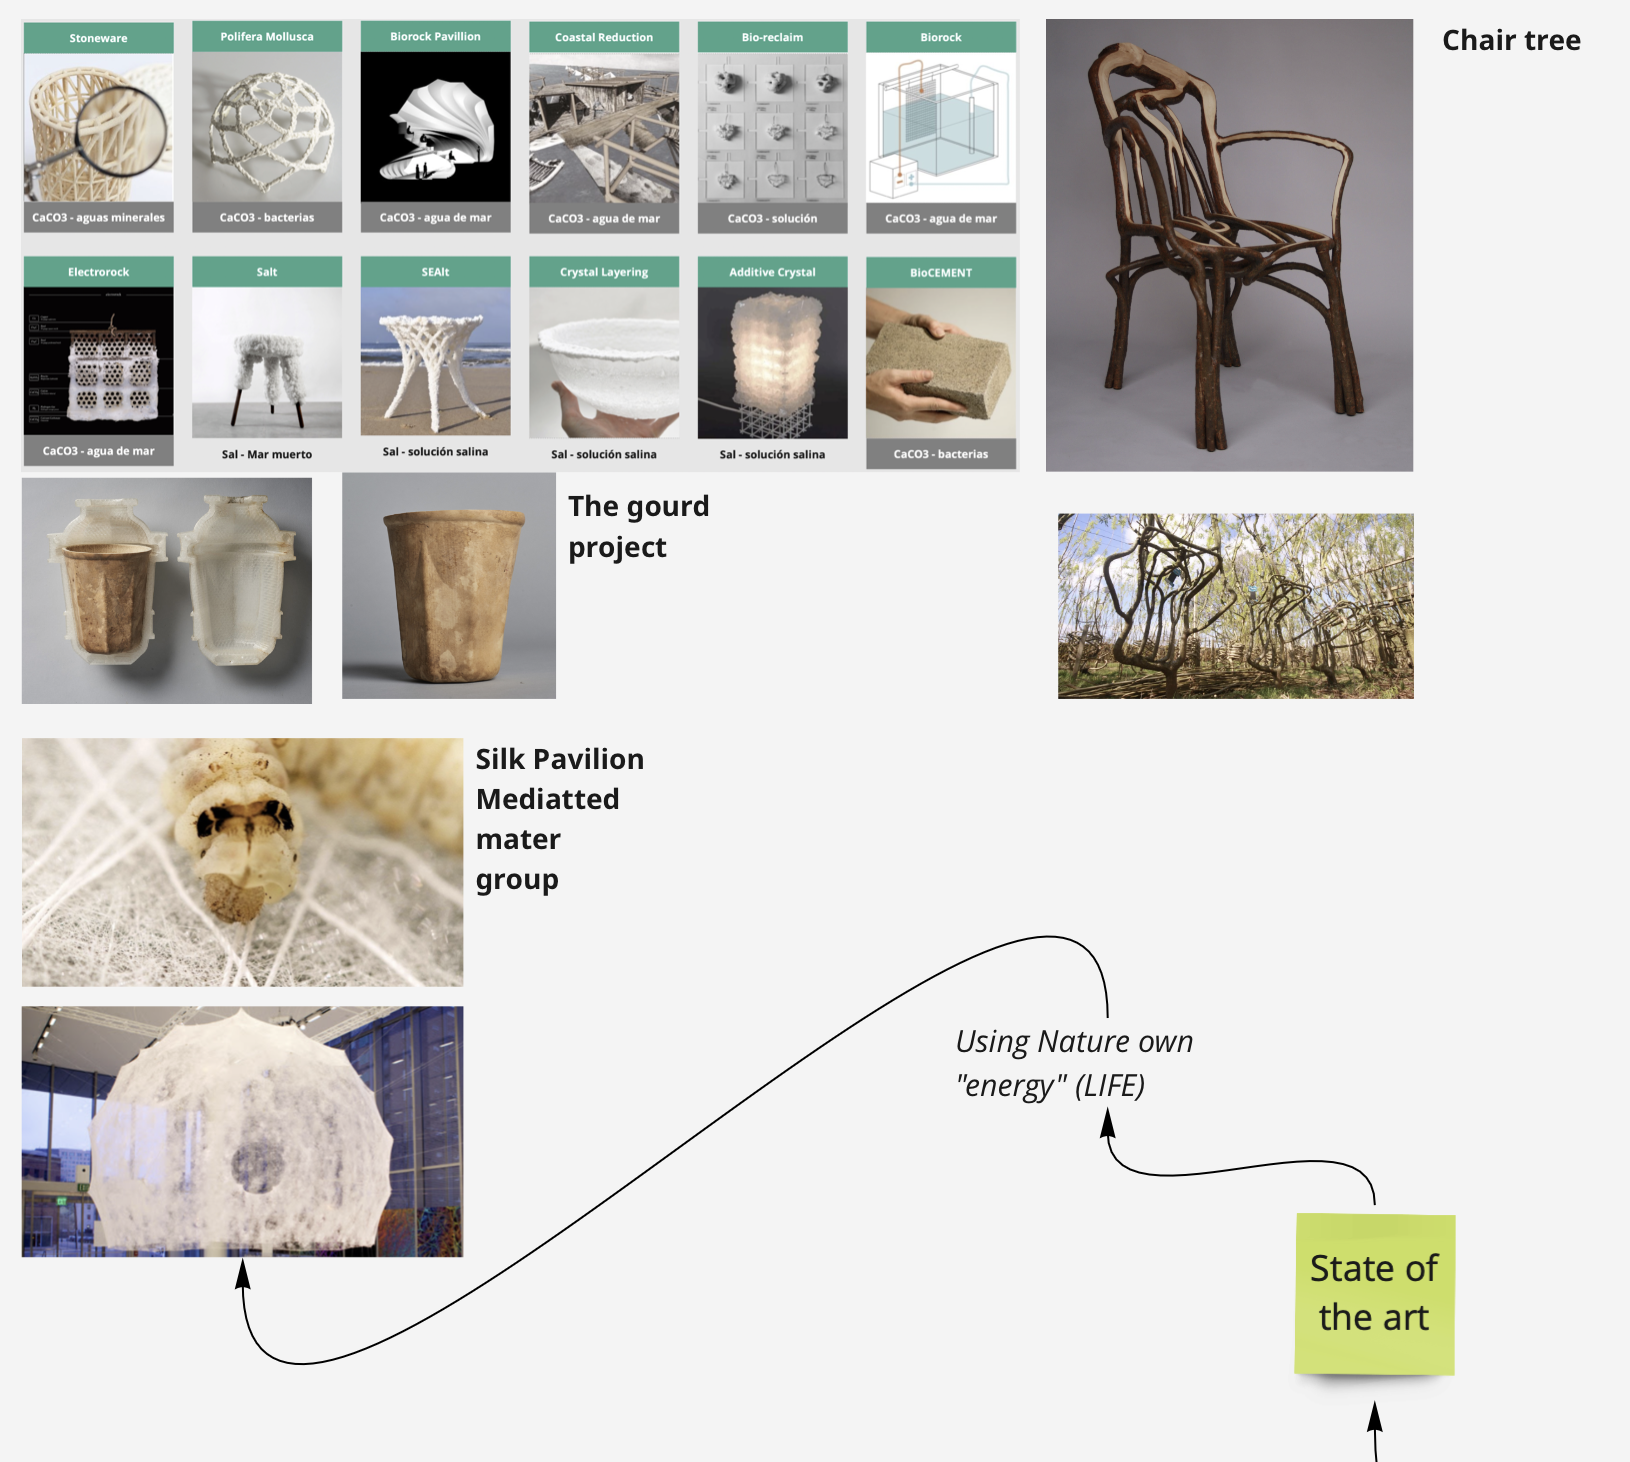 Stoneware
Polifera Mollusca
Biorock Pavillion
Coastal Reduction
Bio-reclaim
Biorock
CaCO3 - aguas minerales
CaCO3 - bacterias
CaCO3 - agua de mar
CaCO3 - agua de mar
CaCO3 - solución
CaCO3 - agua de mar
Electrorock
Salt
SEAlt
Crystal Layering
Additive Crystal
BioCEMENT
CaCO3 - agua de mar
Sal - Mar muerto
Sal - solución salina
Sal - solución salina
Sal - solución salina
CaCO3 - bacterias
Chair tree
The gourd
project
Silk Pavilion
Mediatted
mater
group
Using Nature own
"energy" (LIFE)
State of
the art